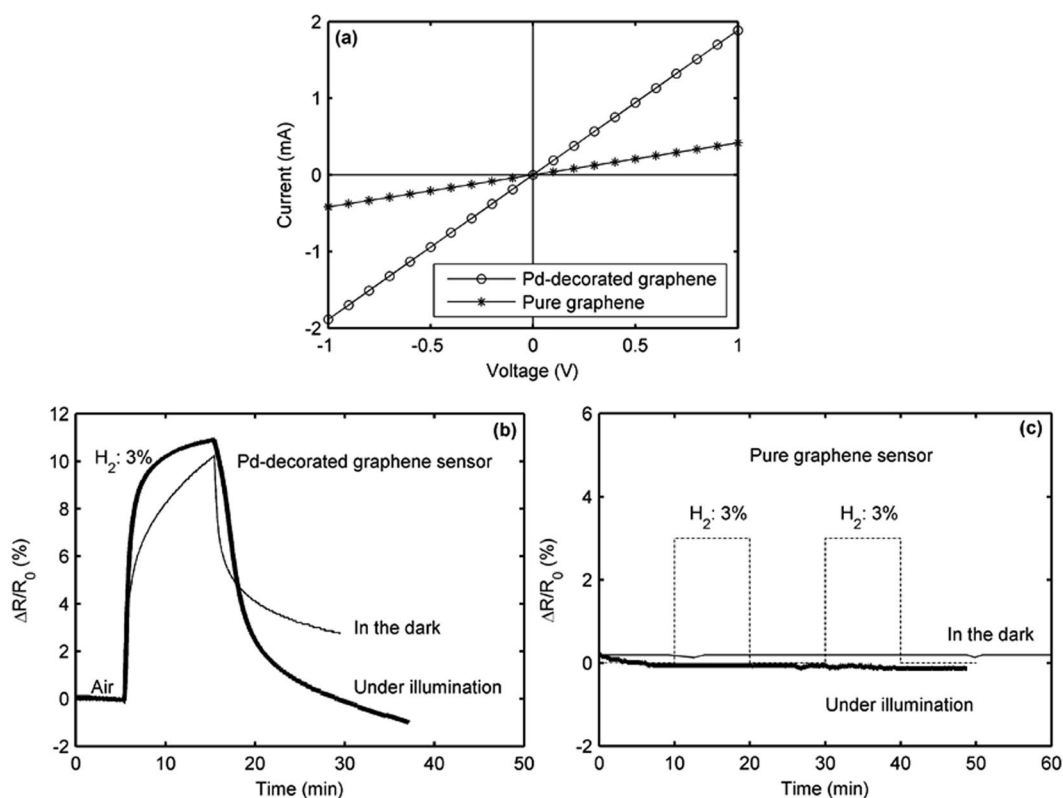 (a)
2
1
0
-1
-2
Current (mA)
Pd-decorated graphene
Pure graphene
-1
-0.5
0
0.5
1
Voltage (V)
(b)
12
10
8
6
4
2
0
-2
ΔR/R0 (%)
H2: 3%
Pd-decorated graphene sensor
In the dark
Air
Under illumination
0
10
20
30
40
50
Time (min)
(c)
6
4
2
0
-2
ΔR/R0 (%)
Pure graphene sensor
H2: 3%
H2: 3%
In the dark
Under illumination
0
10
20
30
40
50
60
Time (min)